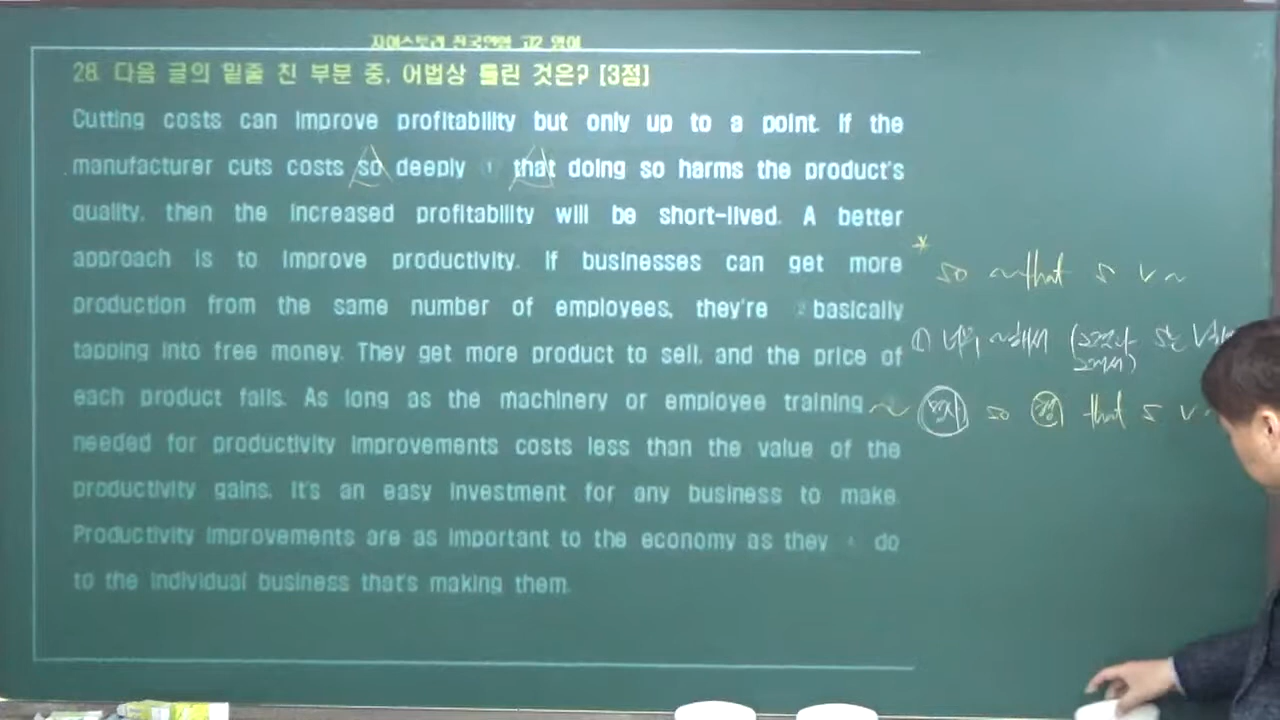 자이스토리 전국연합 고2 영어
28. 다음 글의 밑줄 친 부분 중, 어법상 틀린 것은? [3점]
Cutting costs can improve profitability but only up to a point. If the
manufacturer cuts costs so deeply ① that doing so harms the product's
quality, then the increased profitability will be short-lived. A better
approach is to improve productivity. If businesses can get more
production from the same number of employees, they're ② basically
tapping into free money. They get more product to sell, and the price of
each product falls. As long as the machinery or employee training
needed for productivity improvements costs less than the value of the
productivity gains, it's an easy investment for any business to make.
Productivity improvements are as important to the economy as they do
to the individual business that's making them.
* so ~ that S V ~
① 너무 ~해서
so that S V